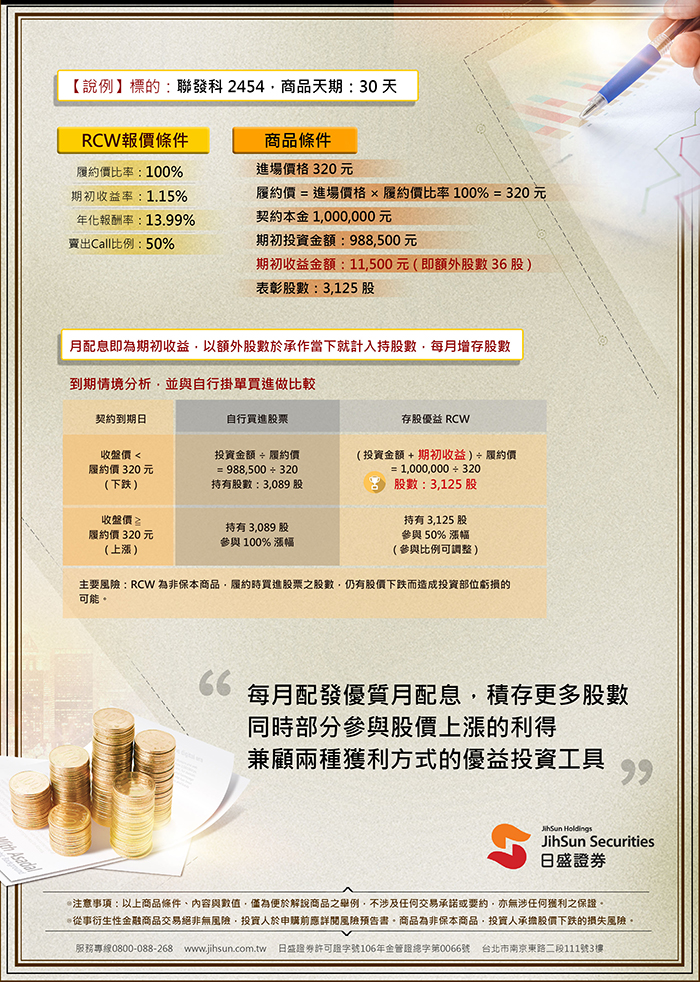 【說例】標的：聯發科 2454，商品天期：30 天
RCW報價條件
履約價比率：100%
期初收益率：1.15%
年化報酬率：13.99%
賣出Call比例：50%
商品條件
進場價格 320 元
履約價 = 進場價格 × 履約價比率 100% = 320 元
契約本金 1,000,000 元
期初投資金額：988,500 元
期初收益金額：11,500 元 ( 即額外股數 36 股 )
表彰股數：3,125 股
月配息即為期初收益，以額外股數於承作當下就計入持股數，每月增存股數
到期情境分析，並與自行掛單買進做比較
契約到期日
自行買進股票
存股優益 RCW
收盤價 <
履約價 320 元
( 下跌 )
投資金額 ÷ 履約價
= 988,500 ÷ 320
持有股數：3,089 股
( 投資金額 + 期初收益 ) ÷ 履約價
= 1,000,000 ÷ 320
股數：3,125 股
收盤價 ≧
履約價 320 元
( 上漲 )
持有 3,089 股
參與 100% 漲幅
持有 3,125 股
參與 50% 漲幅
( 參與比例可調整 )
主要風險：RCW 為非保本商品，履約時買進股票之股數，仍有股價下跌而造成投資部位虧損的
可能。
“每月配發優質月配息，積存更多股數
同時部分參與股價上漲的利得
兼顧兩種獲利方式的優益投資工具”
JihSun Holdings
JihSun Securities
日盛證券
※注意事項：以上商品條件、內容與數值，僅為便於解說商品之舉例，不涉及任何交易承諾或要約，亦無涉任何獲利之保證。
※從事衍生性金融商品交易絕非無風險，投資人於申購前應詳閱風險預告書。商品為非保本商品，投資人承擔股價下跌的損失風險。
服務專線0800-088-268 www.jihsun.com.tw 日盛證券許可證字號106年金管證總字第0066號 台北市南京東路二段111號3樓